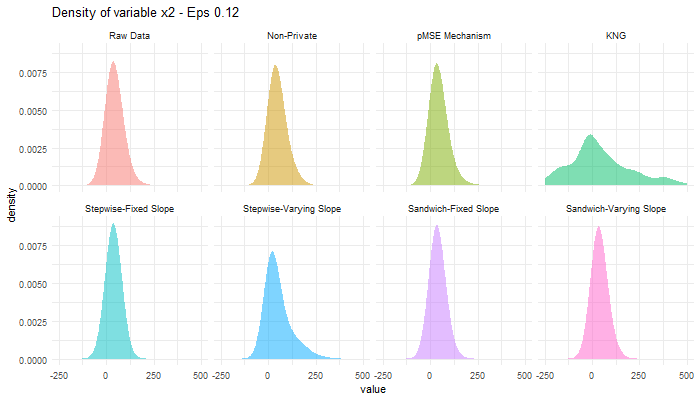 Density of variable x2 - Eps 0.12
Raw Data Non-Private pMSE Mechanism KNG
0.0075
0.0050
0.0025
0.0000
density
Stepwise-Fixed Slope Stepwise-Varying Slope Sandwich-Fixed Slope Sandwich-Varying Slope
0.0075
0.0050
0.0025
0.0000
-250 0 250 500 -250 0 250 500 -250 0 250 500 -250 0 250 500
value